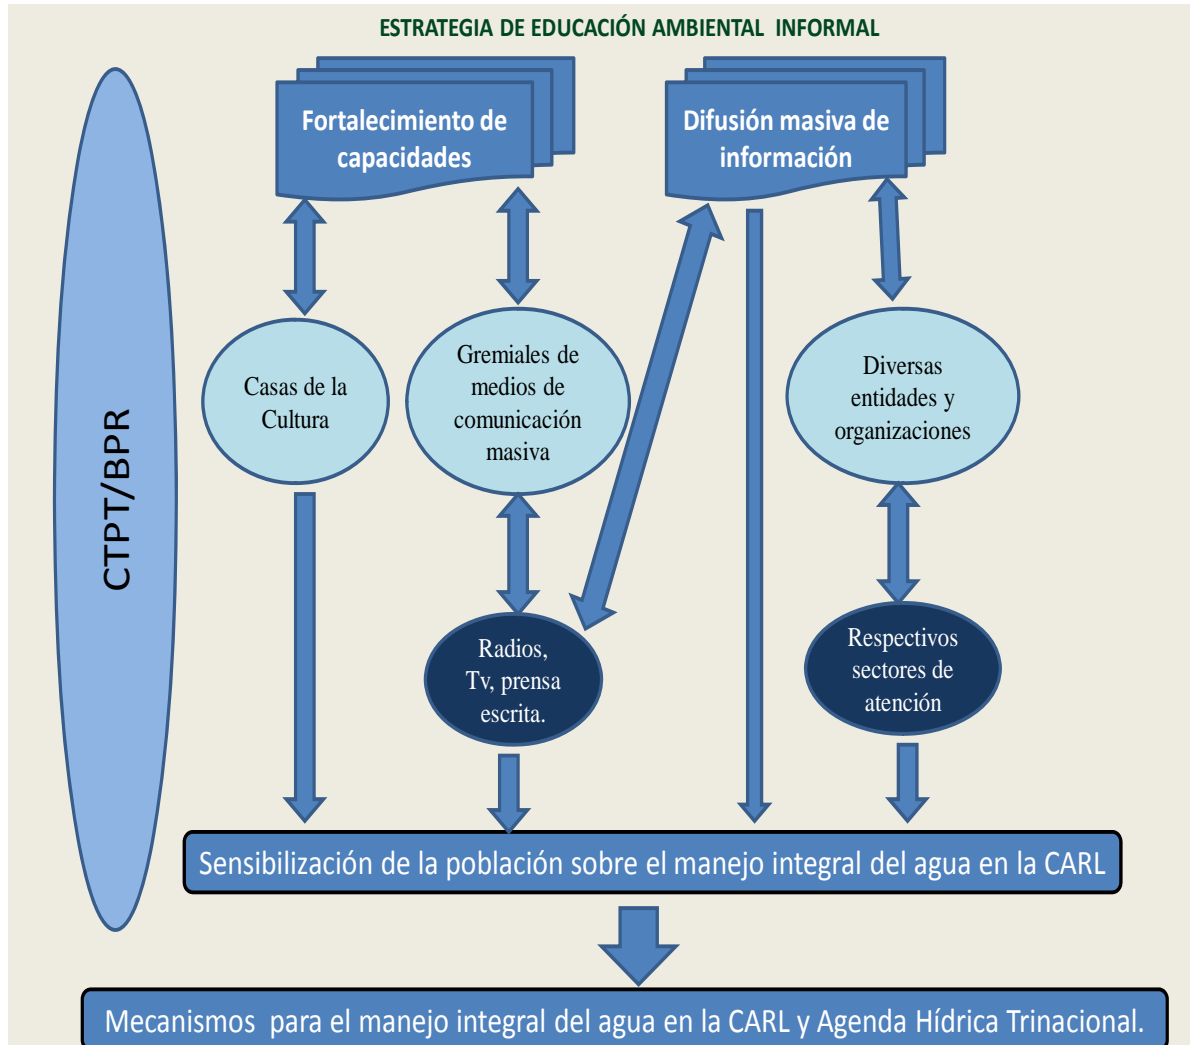 ESTRATEGIA DE EDUCACIÓN AMBIENTAL INFORMAL
Fortalecimiento de
capacidades
Difusión masiva de
información
CTPT/BPR
Casas de la
Cultura
Gremiales de
medios de
comunicación
masiva
Diversas
entidades y
organizaciones
Radios,
Tv, prensa
escrita.
Respectivos
sectores de
atención
Sensibilización de la población sobre el manejo integral del agua en la CARL
Mecanismos para el manejo integral del agua en la CARL y Agenda Hídrica Trinacional.